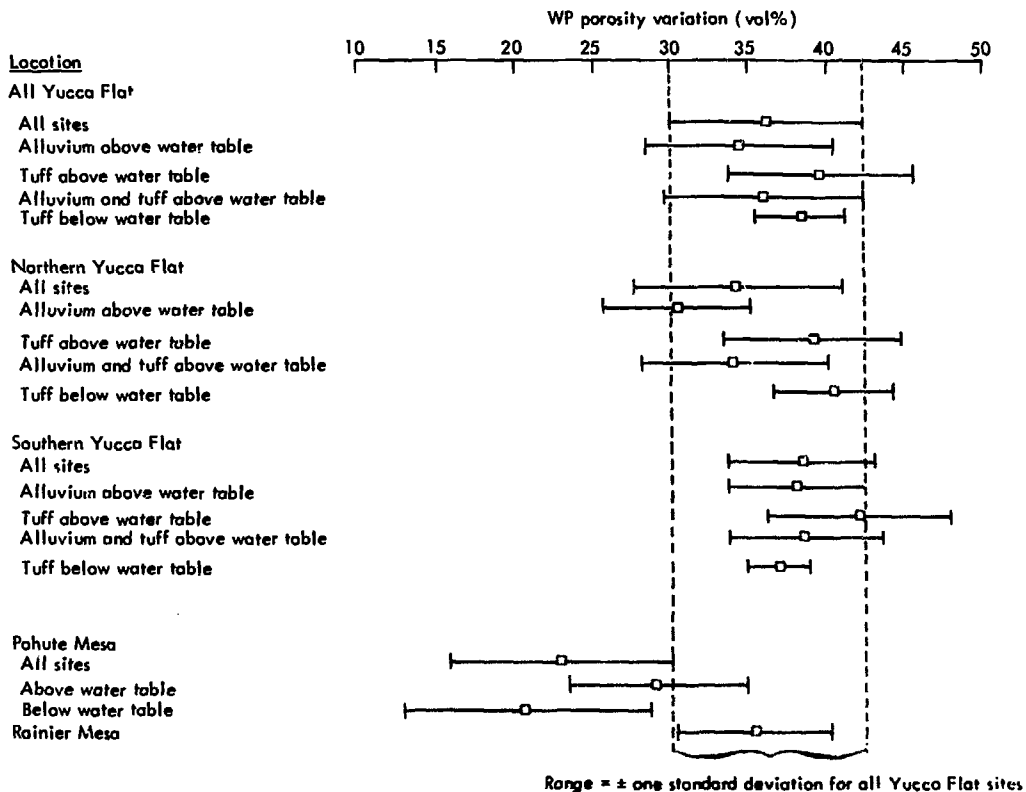 WP porosity variation (vol%)
10 15 20 25 30 35 40 45 50
Location
All Yucca Flat
All sites
Alluvium above water table
Tuff above water table
Alluvium and tuff above water table
Tuff below water table
Northern Yucca Flat
All sites
Alluvium above water table
Tuff above water table
Alluvium and tuff above water table
Tuff below water table
Southern Yucca Flat
All sites
Alluvium above water table
Tuff above water table
Alluvium and tuff above water table
Tuff below water table
Pahute Mesa
All sites
Above water table
Below water table
Rainier Mesa
Range = ± one standard deviation for all Yucca Flat sites